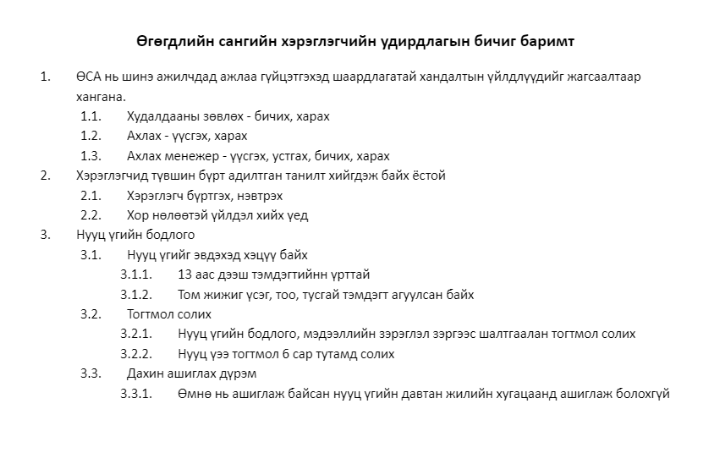 Өгөгдлийн сангийн хэрэглэгчийн удирдлагын бичиг баримт
1. ӨСА нь шинэ ажилчдад ажлаа гүйцэтгэхэд шаардлагатай хандалтын үйлдлүүдийг жагсаалтаар
хангана.
1.1. Худалдааны зөвлөх - бичих, харах
1.2. Ахлах - үүсгэх, харах
1.3. Ахлах менежер - үүсгэх, устгах, бичих, харах
2. Хэрэглэгчид түвшин бүрт адилтган танилт хийгдэж байх ёстой
2.1. Хэрэглэгч бүртгэх, нэвтрэх
2.2. Хор нөлөөтэй үйлдэл хийх үед
3. Нууц үгийн бодлого
3.1. Нууц үгийг эвдэхэд хэцүү байх
3.1.1. 13 аас дээш тэмдэгтийнн үрттай
3.1.2. Том жижиг үсэг, тоо, тусгай тэмдэгт агуулсан байх
3.2. Тогтмол солих
3.2.1. Нууц үгийн бодлого, мэдээллийн зэрэглэл зэргээс шалтгаалан тогтмол солих
3.2.2. Нууц үээ тогтмол 6 сар тутамд солих
3.3. Дахин ашиглах дүрэм
3.3.1. Өмнө нь ашиглаж байсан нууц үгийн давтан жилийн хугацаанд ашиглаж болохгүй